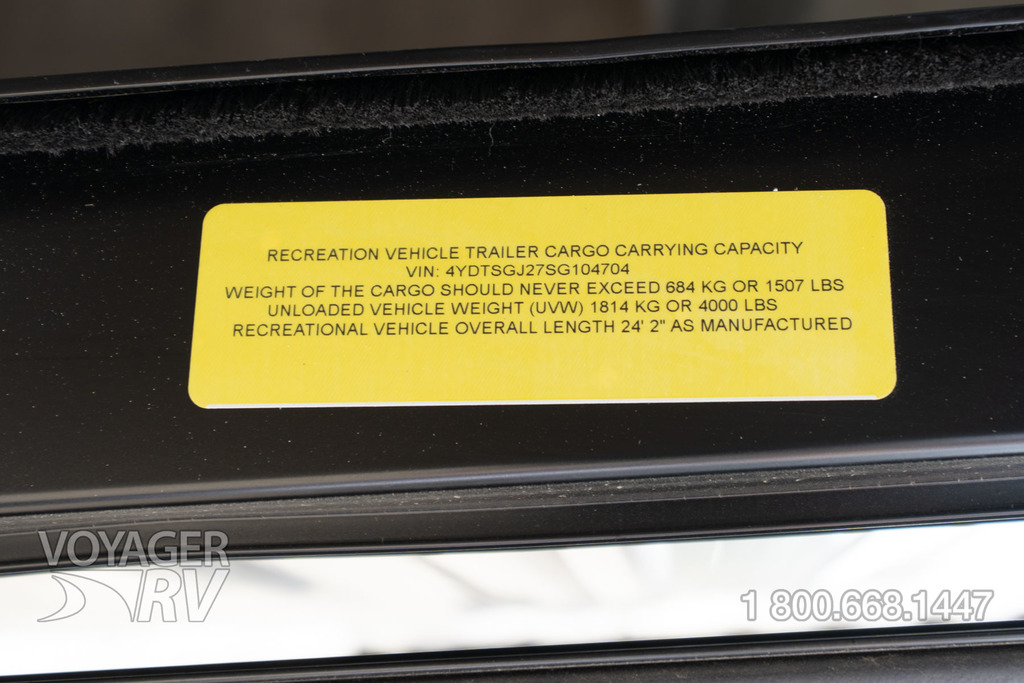 RECREATION VEHICLE TRAILER CARGO CARRYING CAPACITY
VIN: 4YDTSGJ27SG104704
WEIGHT OF THE CARGO SHOULD NEVER EXCEED 684 KG OR 1507 LBS
UNLOADED VEHICLE WEIGHT (UVW) 1814 KG OR 4000 LBS
RECREATIONAL VEHICLE OVERALL LENGTH 24' 2" AS MANUFACTURED
VOYAGER
RV
1 800.668.1447